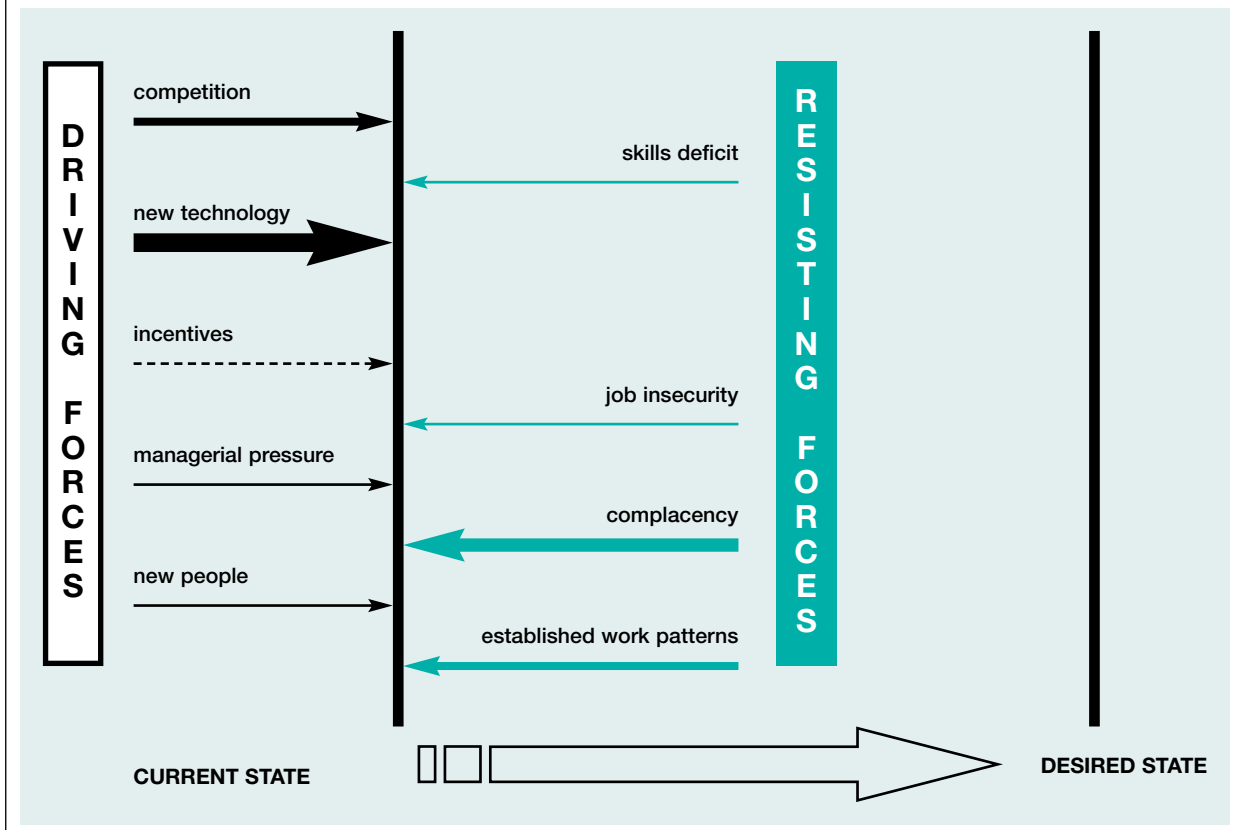 DRIVING FORCES
competition
new technology
incentives
managerial pressure
new people
skills deficit
job insecurity
complacency
established work patterns
RESISTING FORCES
CURRENT STATE
DESIRED STATE